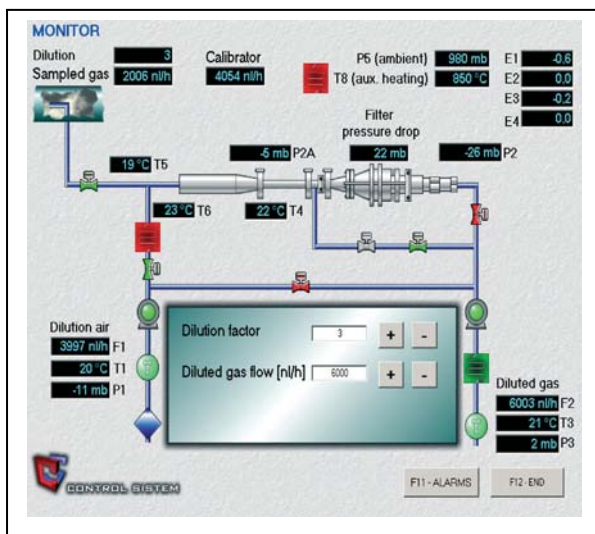 MONITOR
Dilution 3
Sampled gas 2006 nl/h
Calibrator
4054 nl/h
P5 (ambient) 980 mb
T8 (aux. heating) 850 °C
E1 -0,6
E2 0,0
E3 -0,2
E4 0,0
Filter
pressure drop
22 mb
-5 mb P2A
-26 mb P2
19 °C T5
23 °C T6
22 °C T4
Dilution factor 3 + -
Diluted gas flow [nl/h] 6000 + -
Dilution air
3997 nl/h F1
20 °C T1
-11 mb P1
Diluted gas
6003 nl/h F2
21 °C T3
2 mb P3
CONTROL SISTEM
F11 - ALARMS
F12 - END